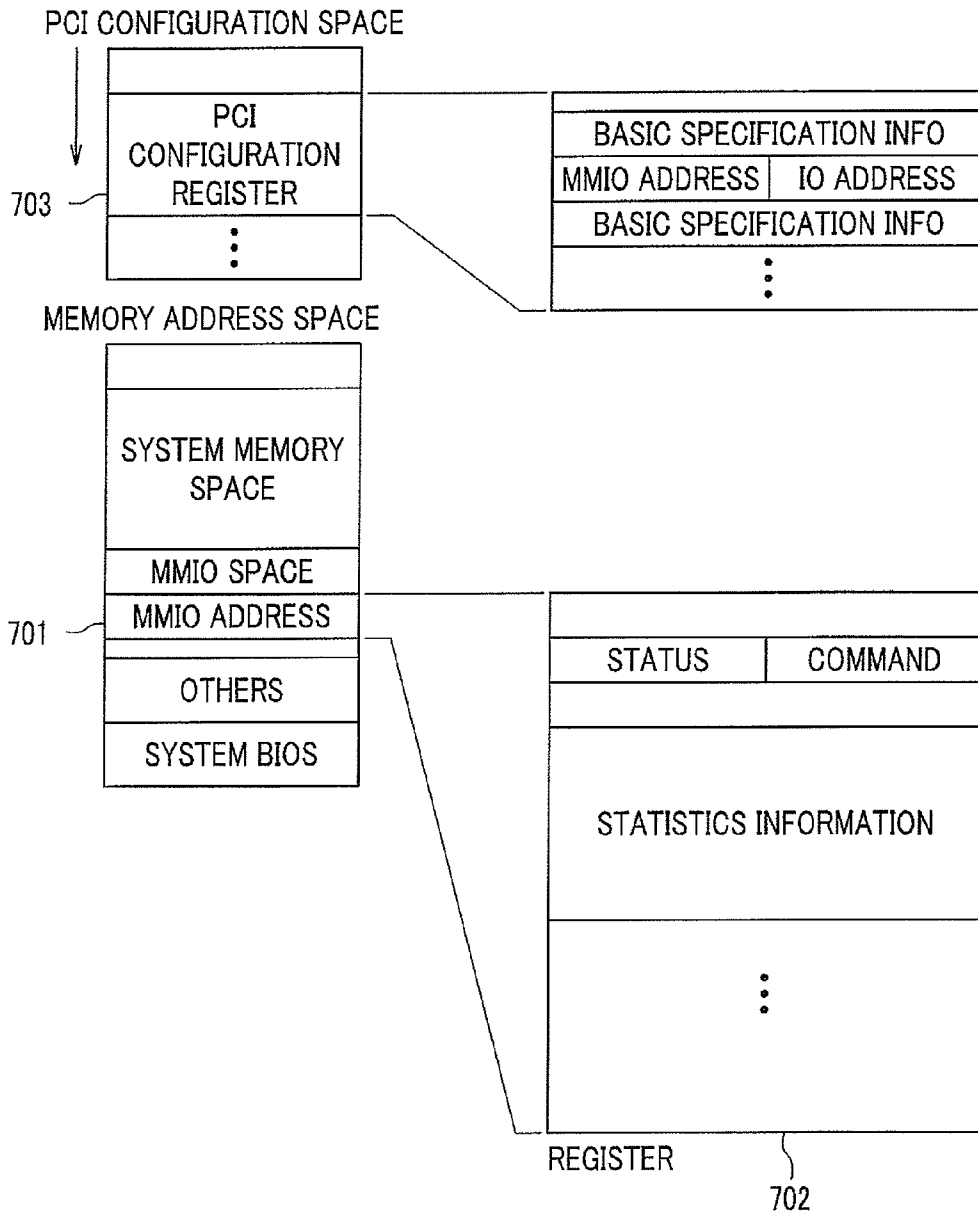 PCI CONFIGURATION SPACE
PCI
CONFIGURATION
REGISTER
703
BASIC SPECIFICATION INFO
MMIO ADDRESS
IO ADDRESS
BASIC SPECIFICATION INFO
MEMORY ADDRESS SPACE
SYSTEM MEMORY
SPACE
MMIO SPACE
MMIO ADDRESS
701
OTHERS
SYSTEM BIOS
STATUS
COMMAND
STATISTICS INFORMATION
REGISTER
702